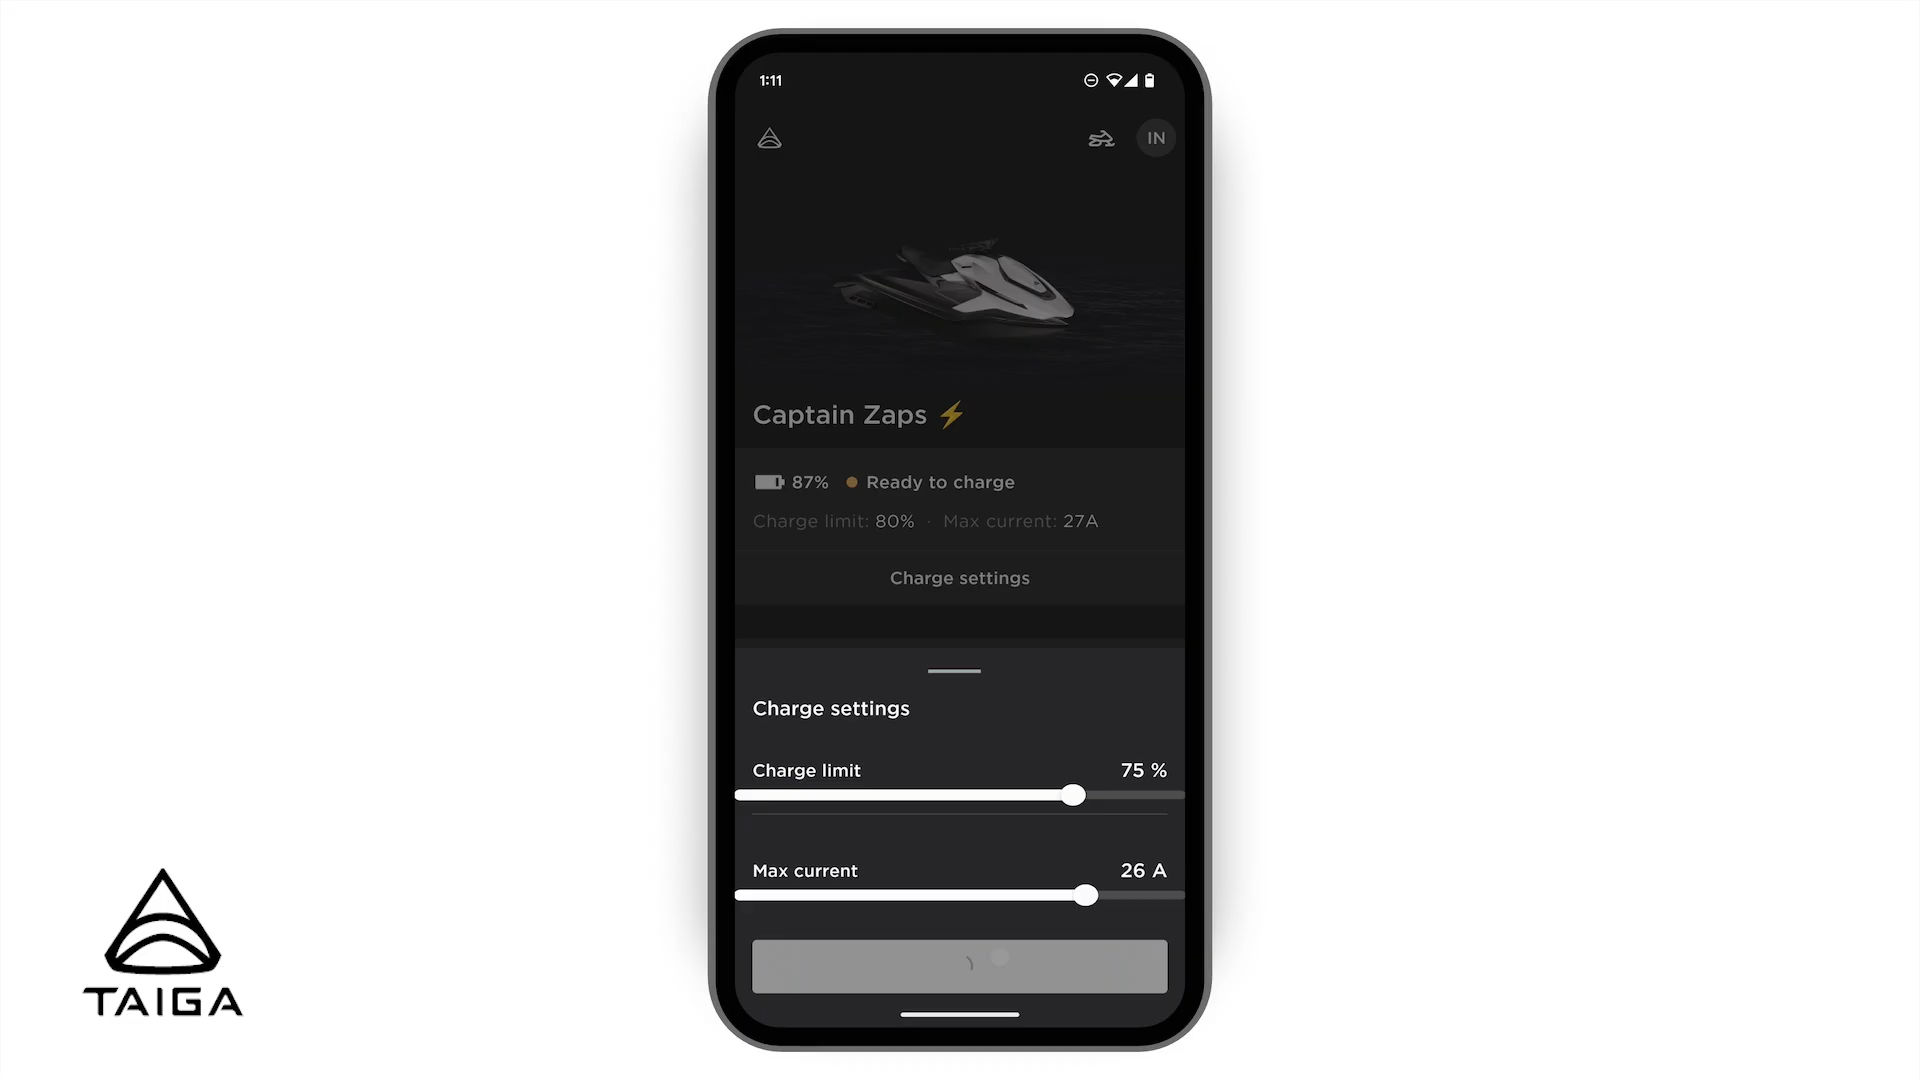 1:11
IN
Captain Zaps ⚡
87% Ready to charge
Charge limit: 80% · Max current: 27A
Charge settings
Charge settings
Charge limit 75 %
Max current 26 A
TAIGA